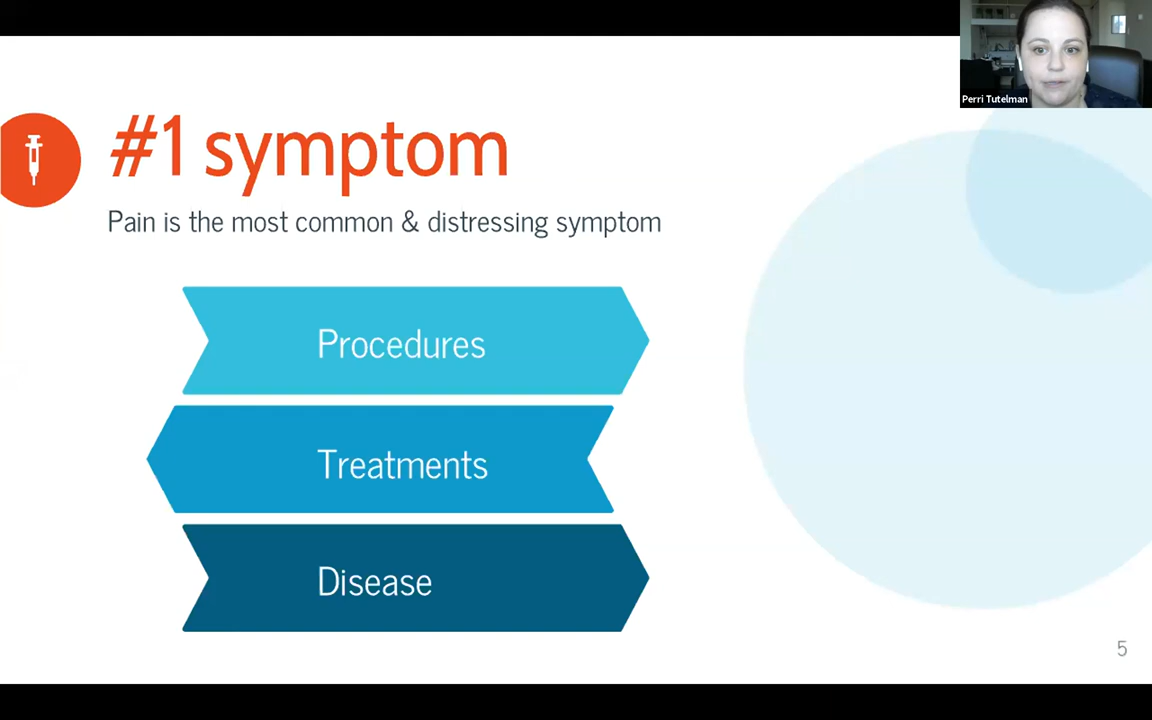 Perri Tutelman
#1 symptom
Pain is the most common & distressing symptom
Procedures
Treatments
Disease
5